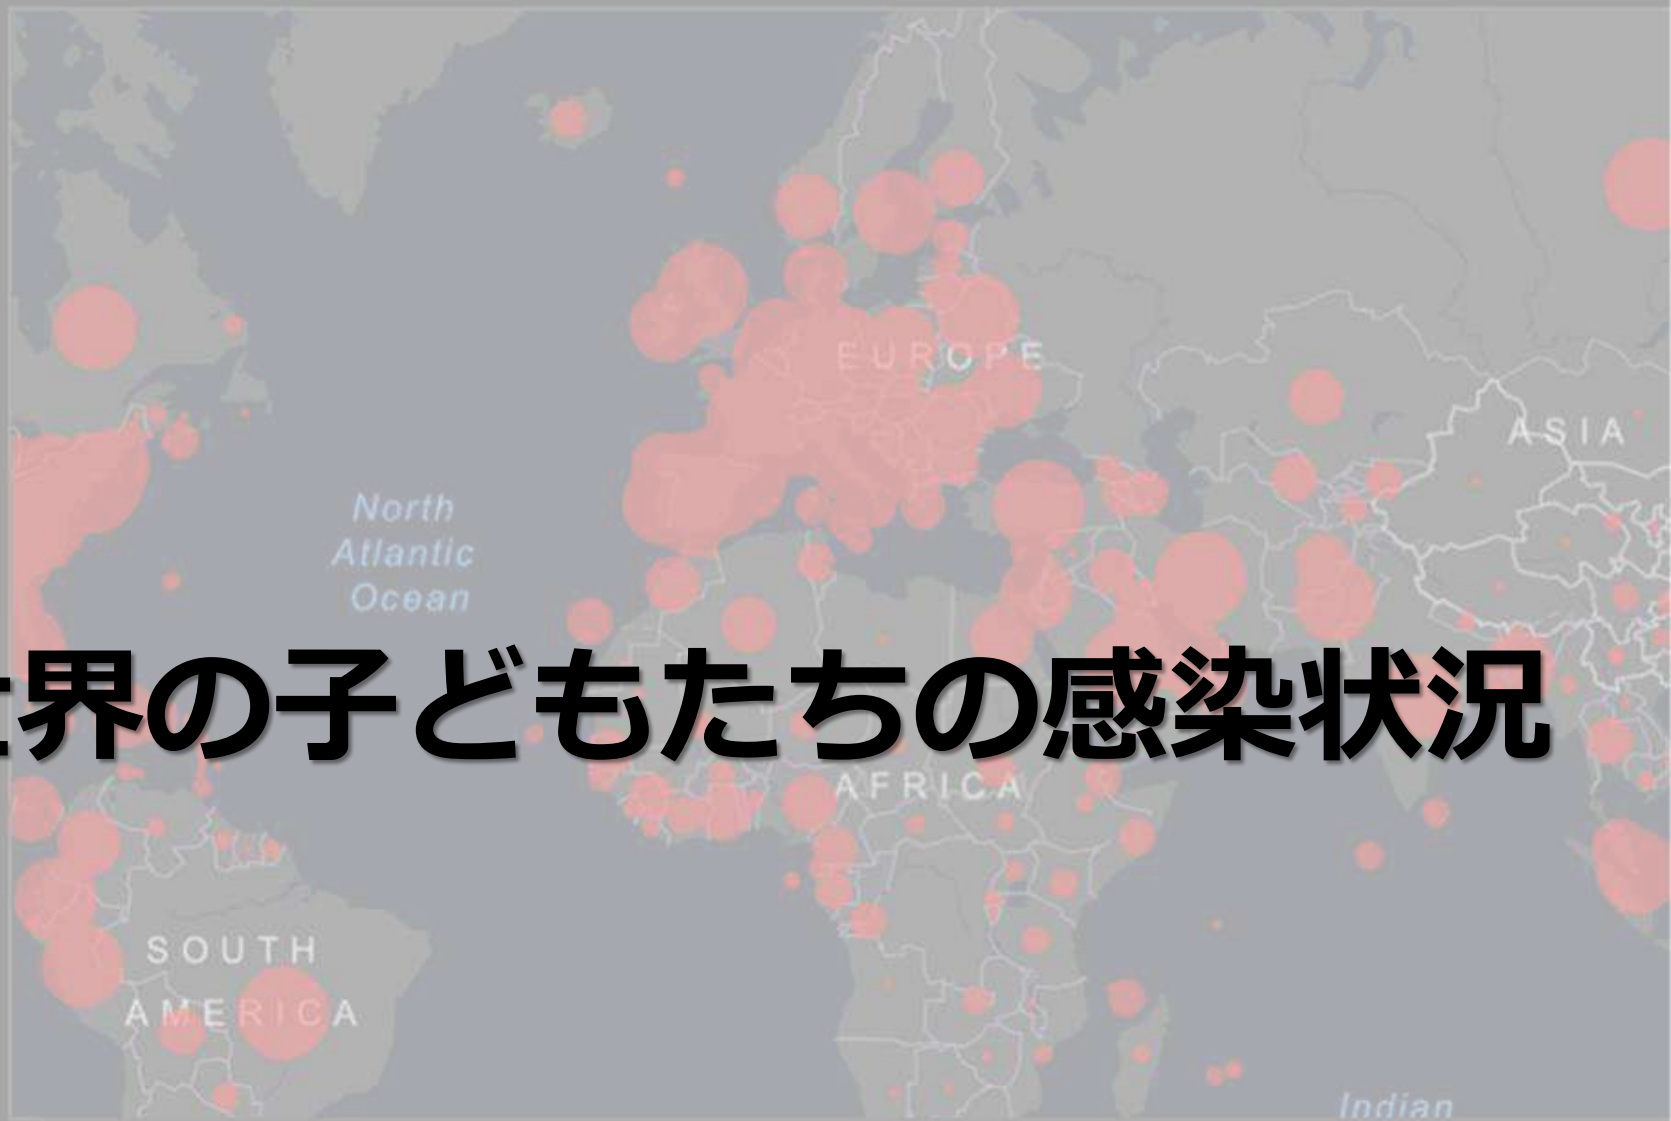 EUROPE
ASIA
North
Atlantic
Ocean
界の子どもたちの感染状況
AFRICA
SOUTH
AMERICA
Indian